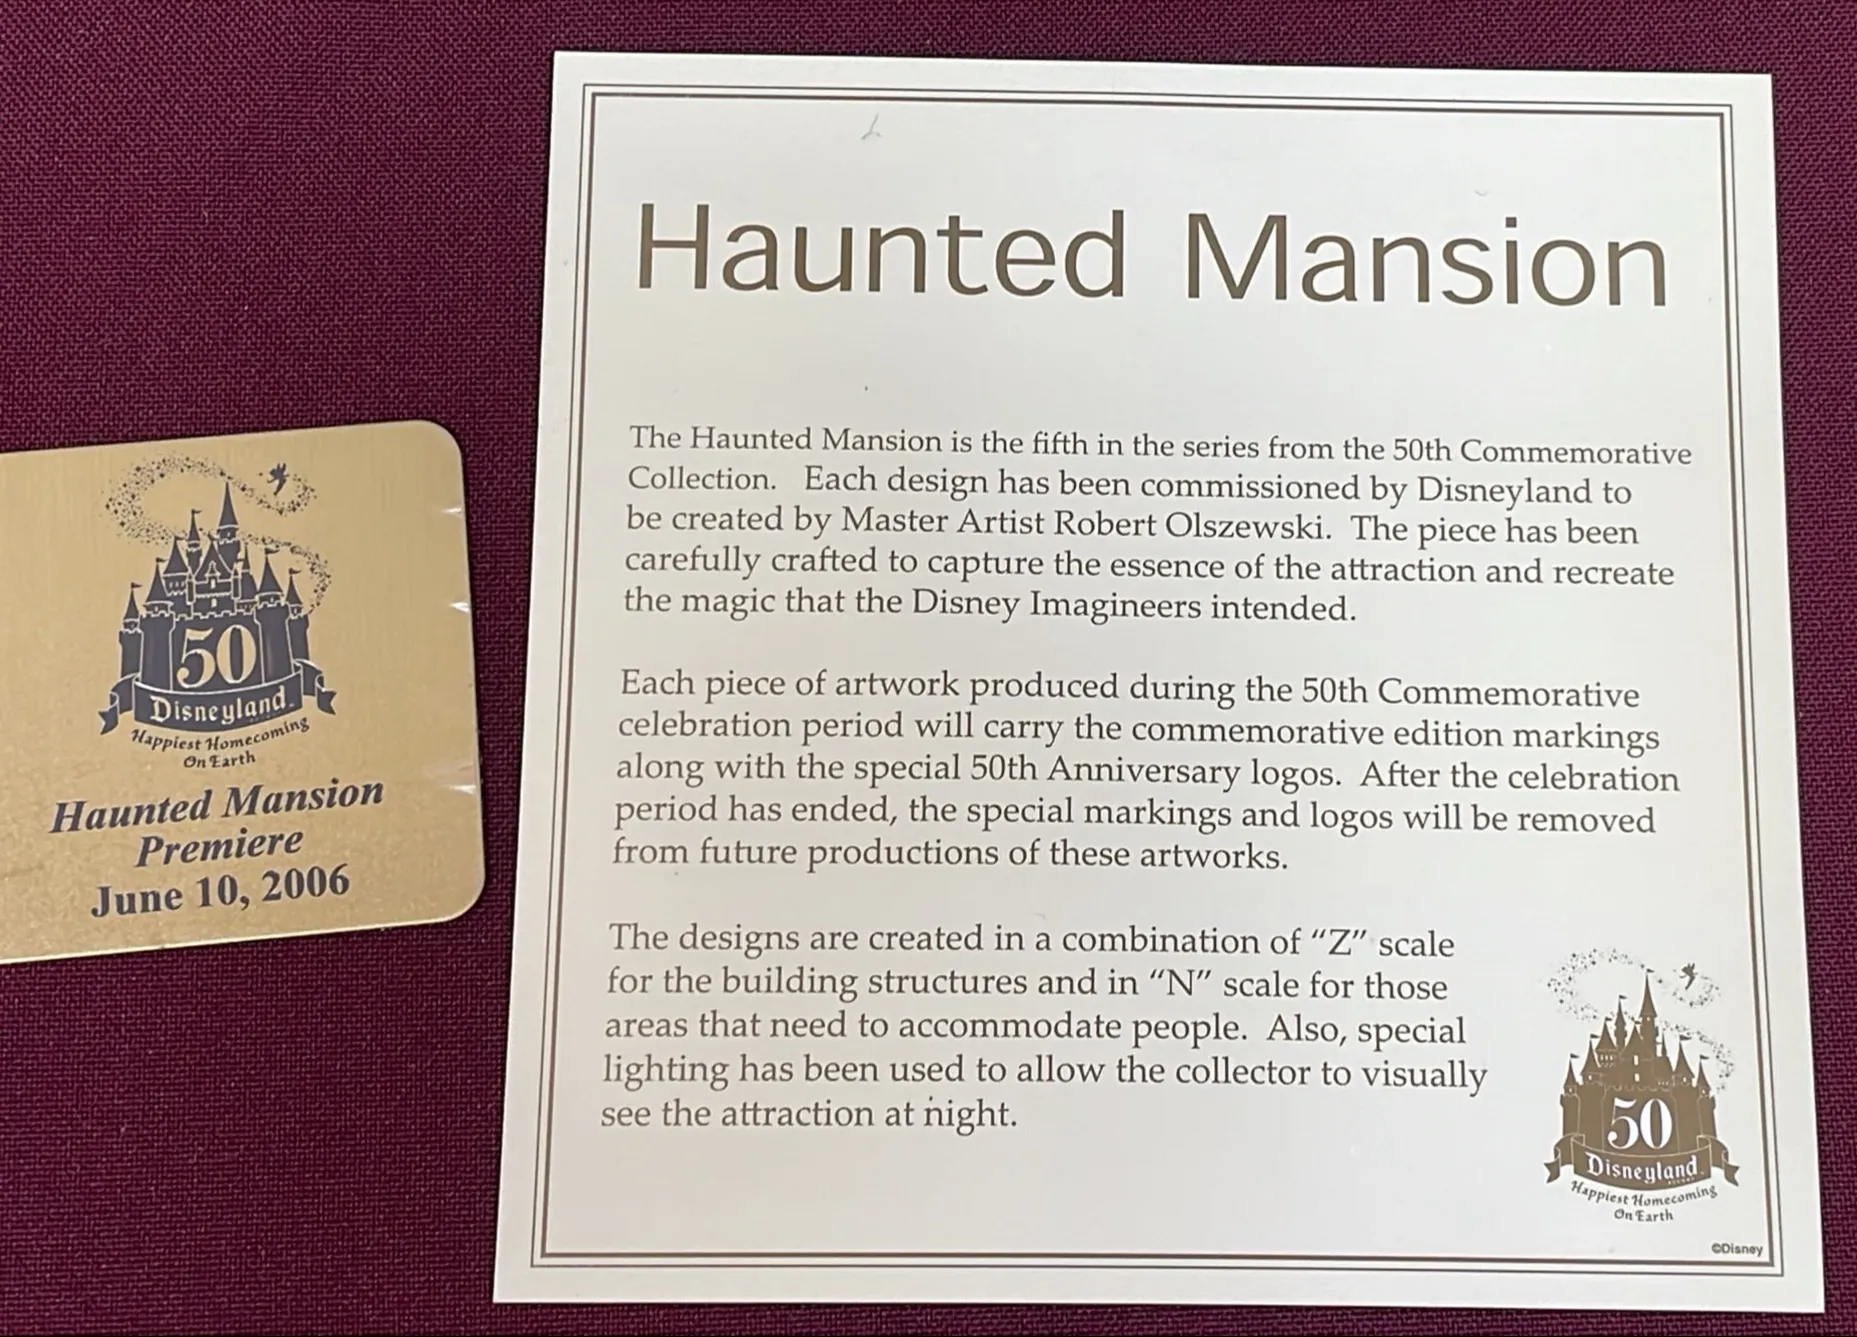 50
Disneyland
Happiest Homecoming
On Earth
Haunted Mansion
Premiere
June 10, 2006
Haunted Mansion
The Haunted Mansion is the fifth in the series from the 50th Commemorative
Collection. Each design has been commissioned by Disneyland to
be created by Master Artist Robert Olszewski. The piece has been
carefully crafted to capture the essence of the attraction and recreate
the magic that the Disney Imagineers intended.
Each piece of artwork produced during the 50th Commemorative
celebration period will carry the commemorative edition markings
along with the special 50th Anniversary logos. After the celebration
period has ended, the special markings and logos will be removed
from future productions of these artworks.
The designs are created in a combination of “Z” scale
for the building structures and in “N” scale for those
areas that need to accommodate people. Also, special
lighting has been used to allow the collector to visually
see the attraction at night.
50
Disneyland
Happiest Homecoming
On Earth
©Disney